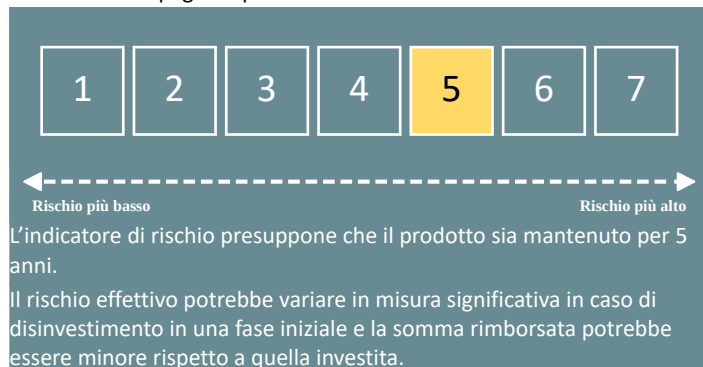 1 2 3 4 5 6 7
Rischio più basso Rischio più alto
L'indicatore di rischio presuppone che il prodotto sia mantenuto per 5
anni.
Il rischio effettivo potrebbe variare in misura significativa in caso di
disinvestimento in una fase iniziale e la somma rimborsata potrebbe
essere minore rispetto a quella investita.